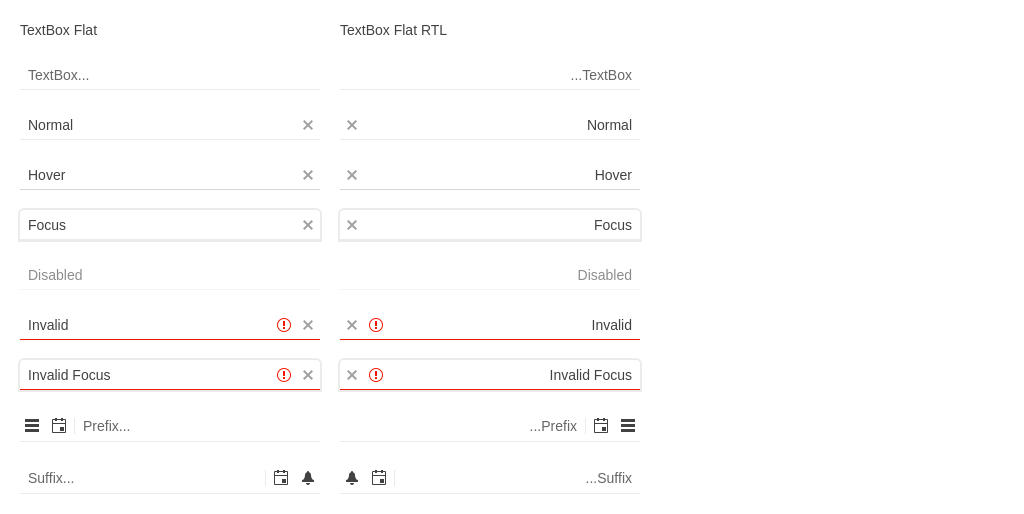 TextBox Flat
TextBox Flat RTL
TextBox...
...TextBox
Normal
Normal
Hover
Hover
Focus
Focus
Disabled
Disabled
Invalid
Invalid
Invalid Focus
Invalid Focus
Prefix...
...Prefix
Suffix...
...Suffix